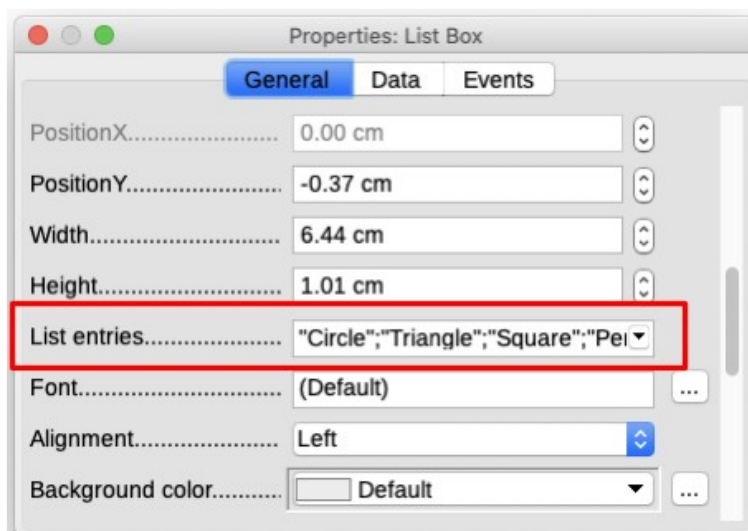 Properties: List Box
General Data Events
PositionX....................... 0.00 cm
PositionY....................... -0.37 cm
Width............................ 6.44 cm
Height........................... 1.01 cm
List entries...................... "Circle";"Triangle";"Square";"Pe
Font.............................. (Default) ...
Alignment...................... Left
Background color........... Default ...